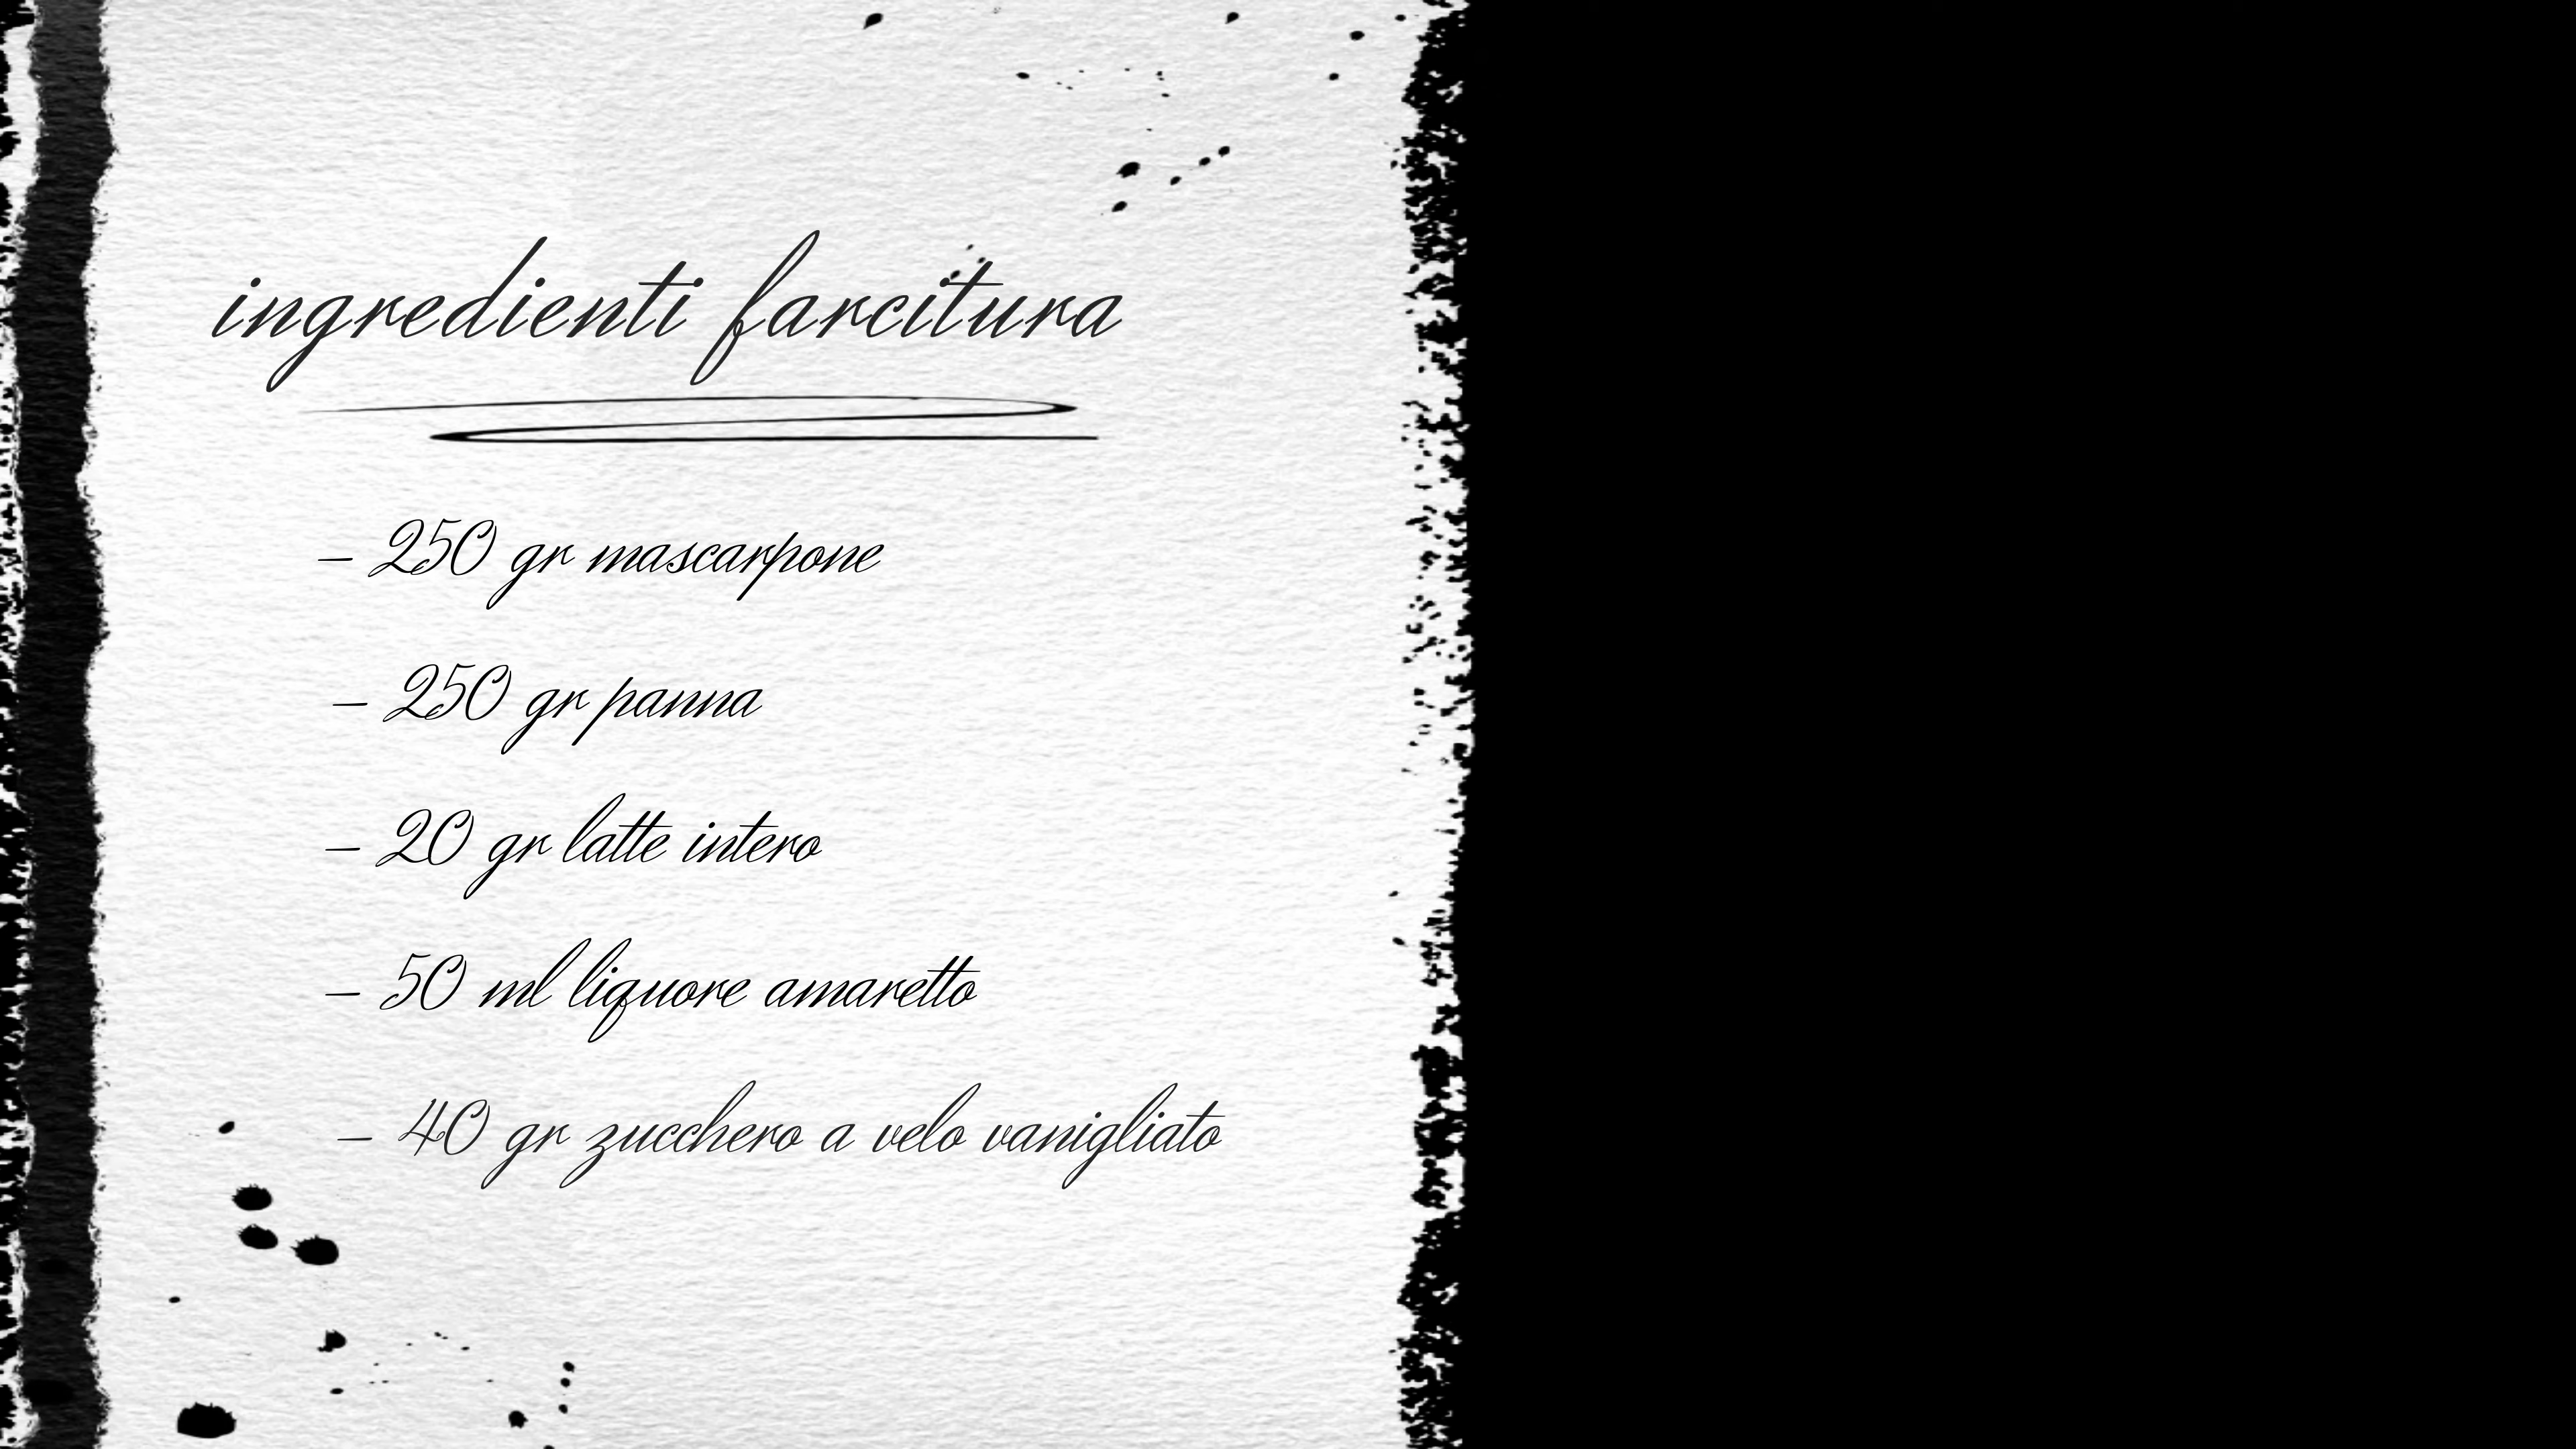 ingredienti farcitura
- 250 gr mascarpone
- 250 gr panna
- 20 gr latte intero
- 50 ml liquore amaretto
- 40 gr zucchero a velo vanigliato